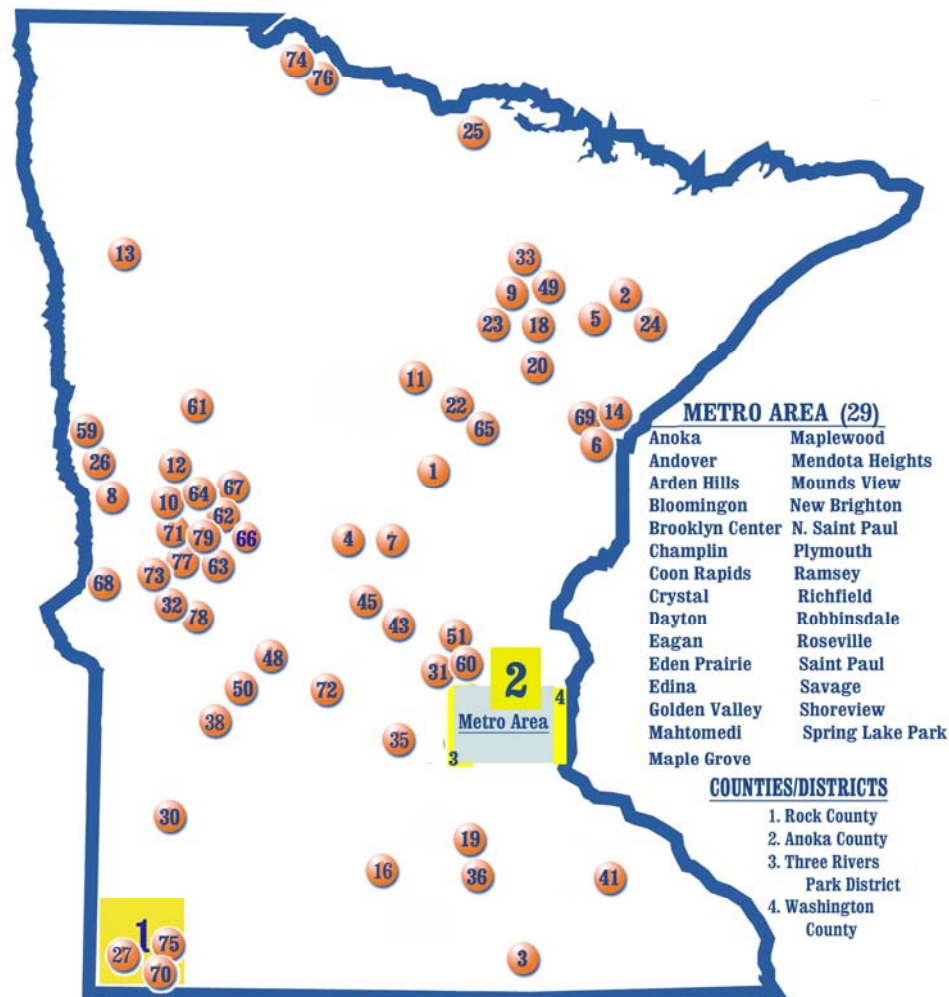 74
76
25
13
33
9
49
2
23
18
5
24
20
11
61
22
69
14
65
6
59
26
12
1
8
10
64
67
62
71
79
66
4
7
77
63
73
68
32
78
45
43
51
48
31
60
2
50
72
4
38
Metro Area
35
3
30
19
16
36
41
1
75
27
70
3
METRO AREA (29)
Anoka Maplewood
Andover Mendota Heights
Arden Hills Mounds View
Bloomingon New Brighton
Brooklyn Center N. Saint Paul
Champlin Plymouth
Coon Rapids Ramsey
Crystal Richfield
Dayton Robbinsdale
Eagan Roseville
Eden Prairie Saint Paul
Edina Savage
Golden Valley Shoreview
Mahtomedi Spring Lake Park
Maple Grove
COUNTIES/DISTRICTS
1. Rock County
2. Anoka County
3. Three Rivers
Park District
4. Washington
County